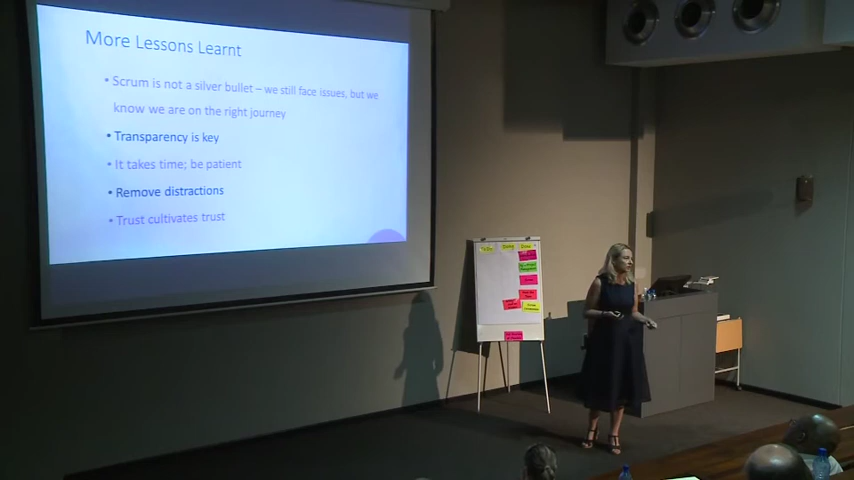 More Lessons Learnt
• Scrum is not a silver bullet – we still face issues, but we
know we are on the right journey
• Transparency is key
• It takes time; be patient
• Remove distractions
• Trust cultivates trust